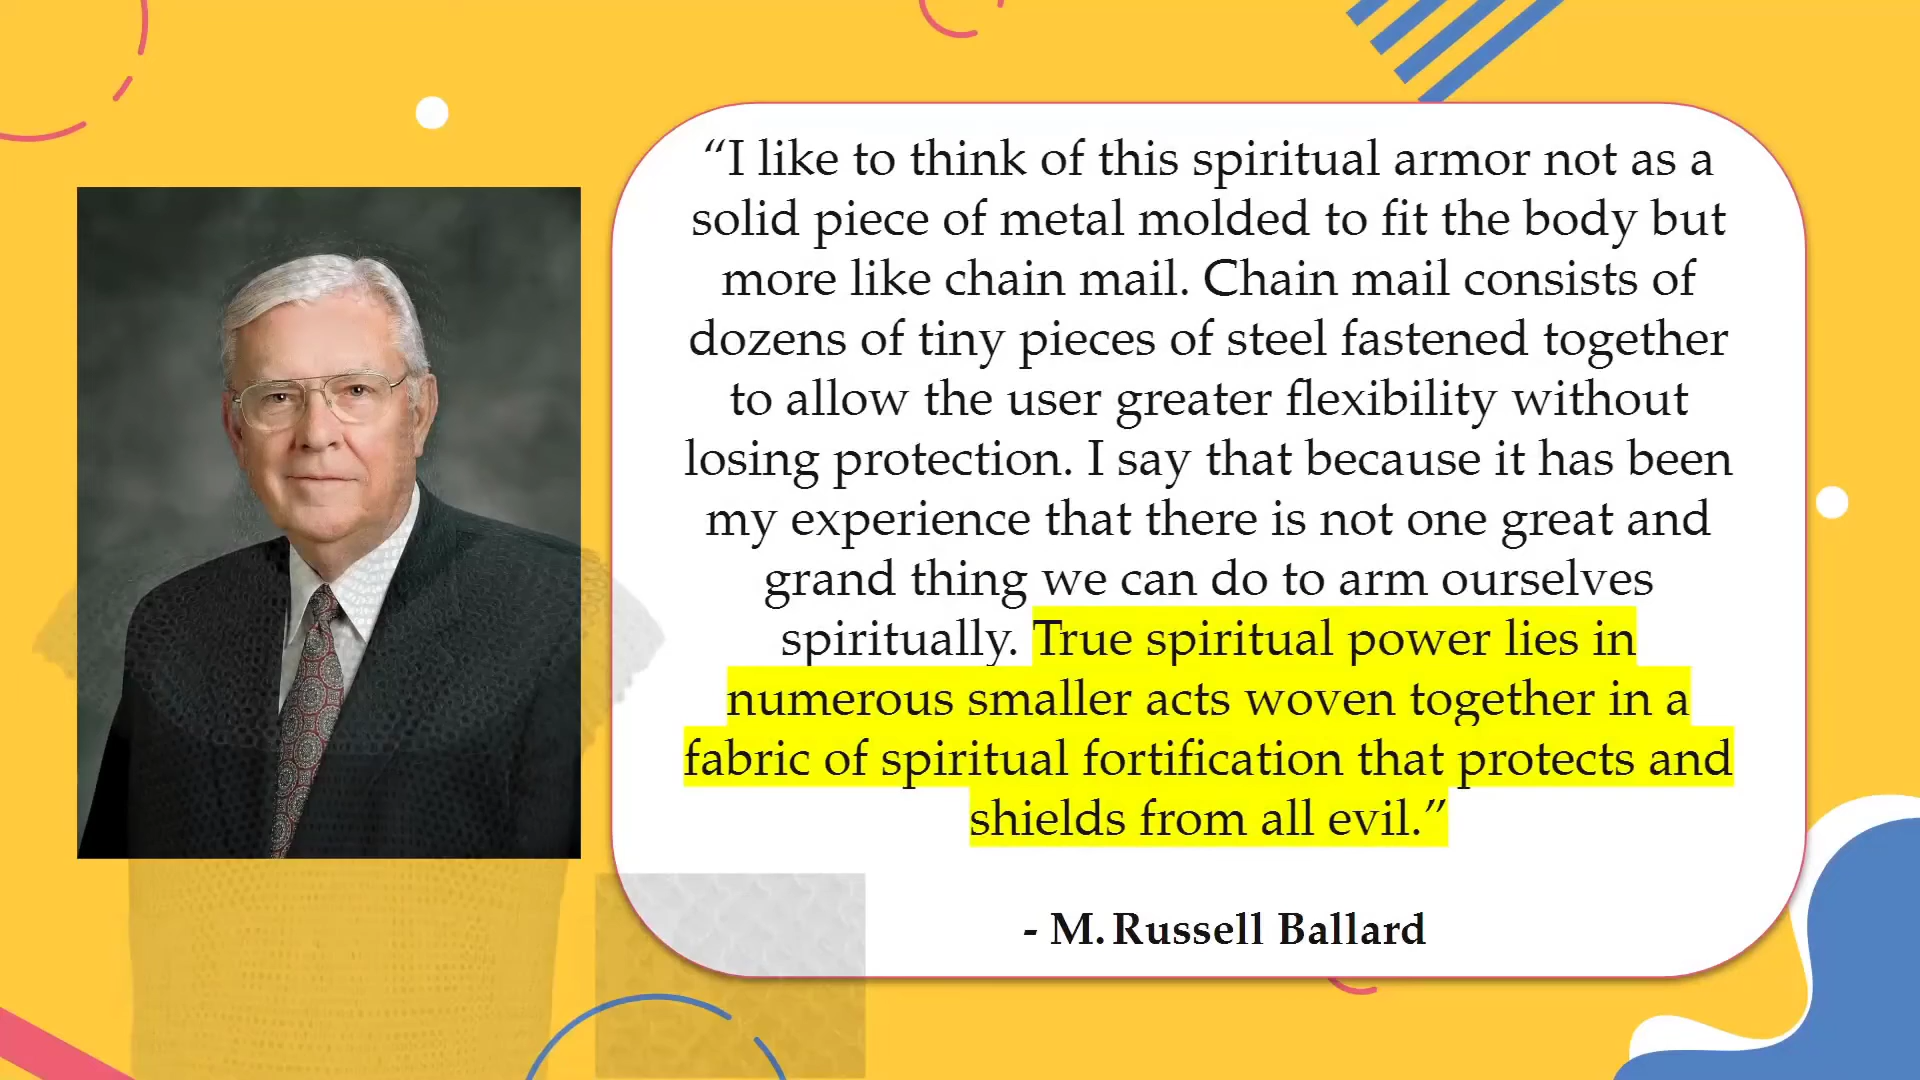 “I like to think of this spiritual armor not as a
solid piece of metal molded to fit the body but
more like chain mail. Chain mail consists of
dozens of tiny pieces of steel fastened together
to allow the user greater flexibility without
losing protection. I say that because it has been
my experience that there is not one great and
grand thing we can do to arm ourselves
spiritually. True spiritual power lies in
numerous smaller acts woven together in a
fabric of spiritual fortification that protects and
shields from all evil.”
- M. Russell Ballard